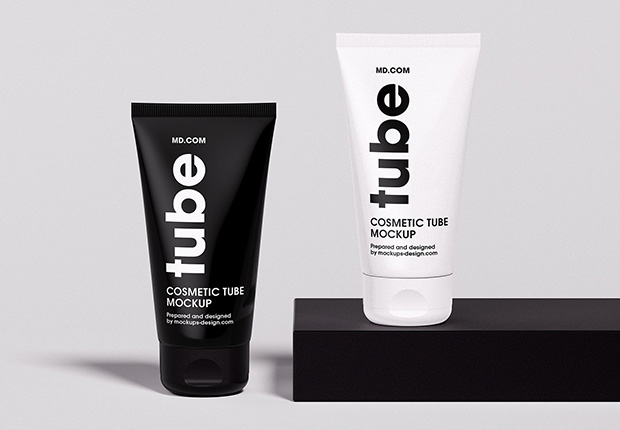 MD.COM
tube
COSMETIC TUBE
MOCKUP
Prepared and designed
by mockups-design.com
MD.COM
tube
COSMETIC TUBE
MOCKUP
Prepared and designed
by mockups-design.com